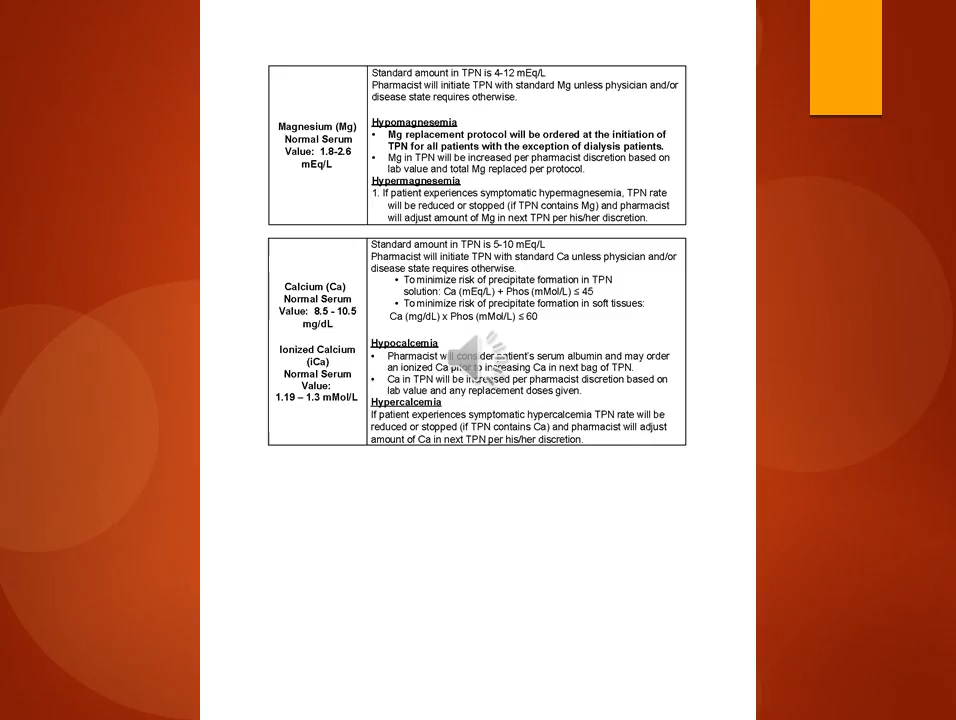 Magnesium (Mg)
Normal Serum
Value: 1.8-2.6
mEq/L
Standard amount in TPN is 4-12 mEq/L
Pharmacist will initiate TPN with standard Mg unless physician and/or
disease state requires otherwise.
Hypomagnesemia
• Mg replacement protocol will be ordered at the initiation of
TPN for all patients with the exception of dialysis patients.
• Mg in TPN will be increased per pharmacist discretion based on
lab value and total Mg replaced per protocol.
Hypermagnesemia
1. If patient experiences symptomatic hypermagnesemia, TPN rate
will be reduced or stopped (if TPN contains Mg) and pharmacist
will adjust amount of Mg in next TPN per his/her discretion.
Calcium (Ca)
Normal Serum
Value: 8.5 - 10.5
mg/dL
Ionized Calcium
(iCa)
Normal Serum
Value:
1.19 – 1.3 mMol/L
Standard amount in TPN is 5-10 mEq/L
Pharmacist will initiate TPN with standard Ca unless physician and/or
disease state requires otherwise.
• To minimize risk of precipitate formation in TPN
solution: Ca (mEq/L) + Phos (mMol/L) ≤ 45
• To minimize risk of precipitate formation in soft tissues:
Ca (mg/dL) x Phos (mMol/L) ≤ 60
Hypocalcemia
• Pharmacist will consider patient's serum albumin and may order
an ionized Ca prior to increasing Ca in next bag of TPN.
• Ca in TPN will be increased per pharmacist discretion based on
lab value and any replacement doses given.
Hypercalcemia
If patient experiences symptomatic hypercalcemia TPN rate will be
reduced or stopped (if TPN contains Ca) and pharmacist will adjust
amount of Ca in next TPN per his/her discretion.